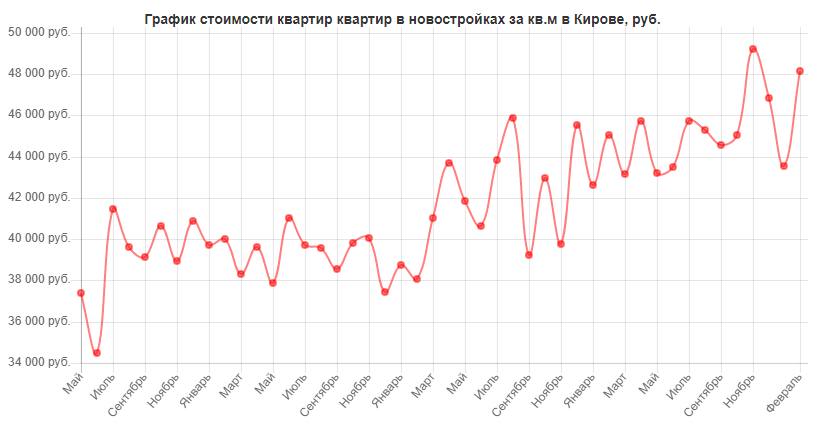 График стоимости квартир квартир в новостройках за кв.м в Кирове, руб.
50 000 руб.
48 000 руб.
46 000 руб.
44 000 руб.
42 000 руб.
40 000 руб.
38 000 руб.
36 000 руб.
34 000 руб.
Май
Июль
Сентябрь
Ноябрь
Январь
Март
Май
Июль
Сентябрь
Ноябрь
Январь
Март
Май
Июль
Сентябрь
Ноябрь
Январь
Март
Май
Июль
Сентябрь
Ноябрь
Февраль